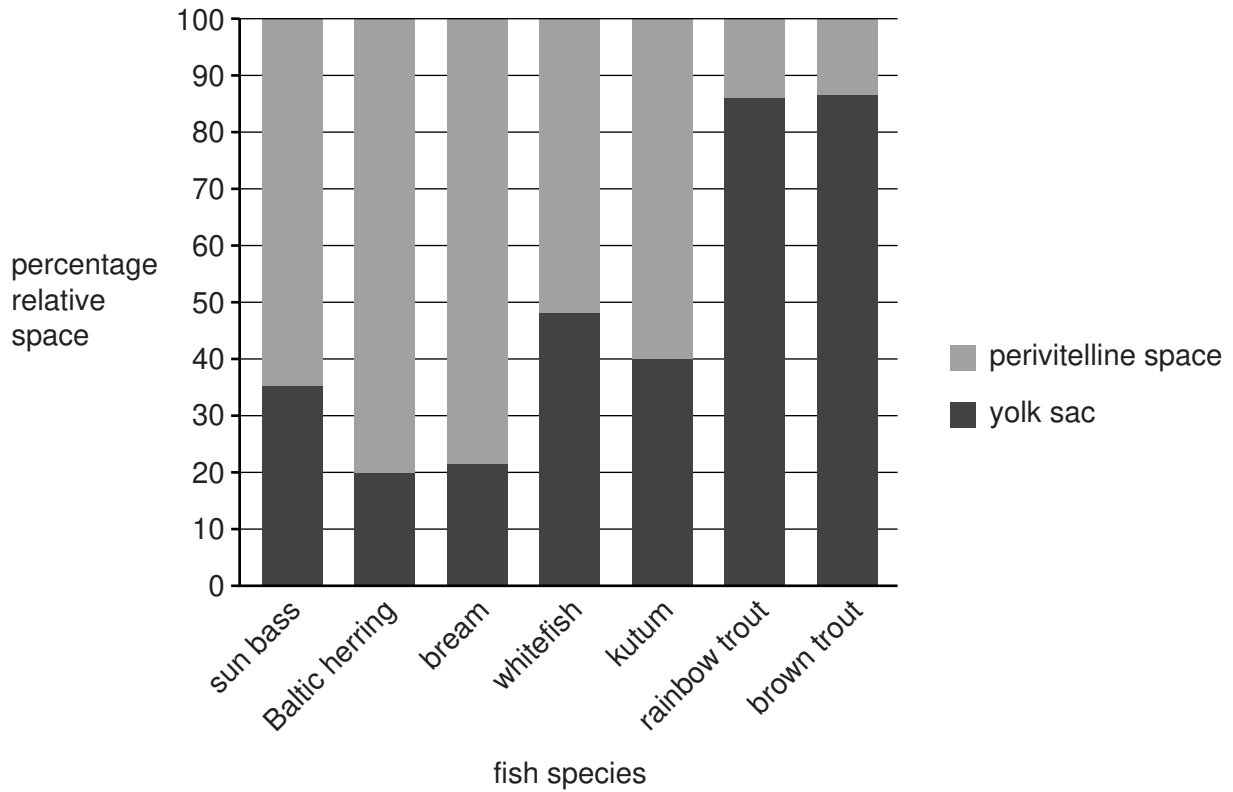 100
90
80
70
60
50
40
30
20
10
0
percentage
relative
space
perivitelline space
yolk sac
sun bass
Baltic herring
bream
whitefish
kutum
rainbow trout
brown trout
fish species